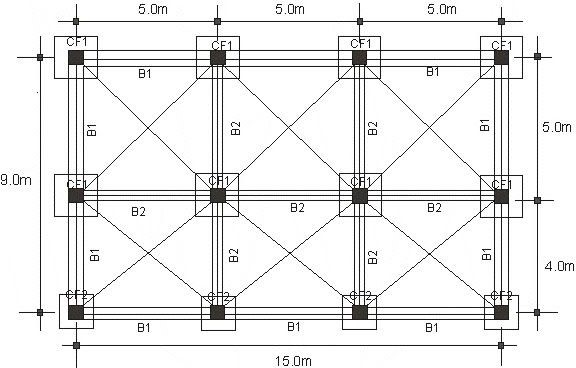 5.0m 5.0m 5.0m
CF1 CF1 CF1 CF1
B1 B1
B1 B2 B2 B1
5.0m
9.0m
CF1 CF1 CF1 CF1
B2 B2 B2
B1 B2 B2 B1
4.0m
CF2 CF2 CF2 CF2
B1 B1 B1
15.0m